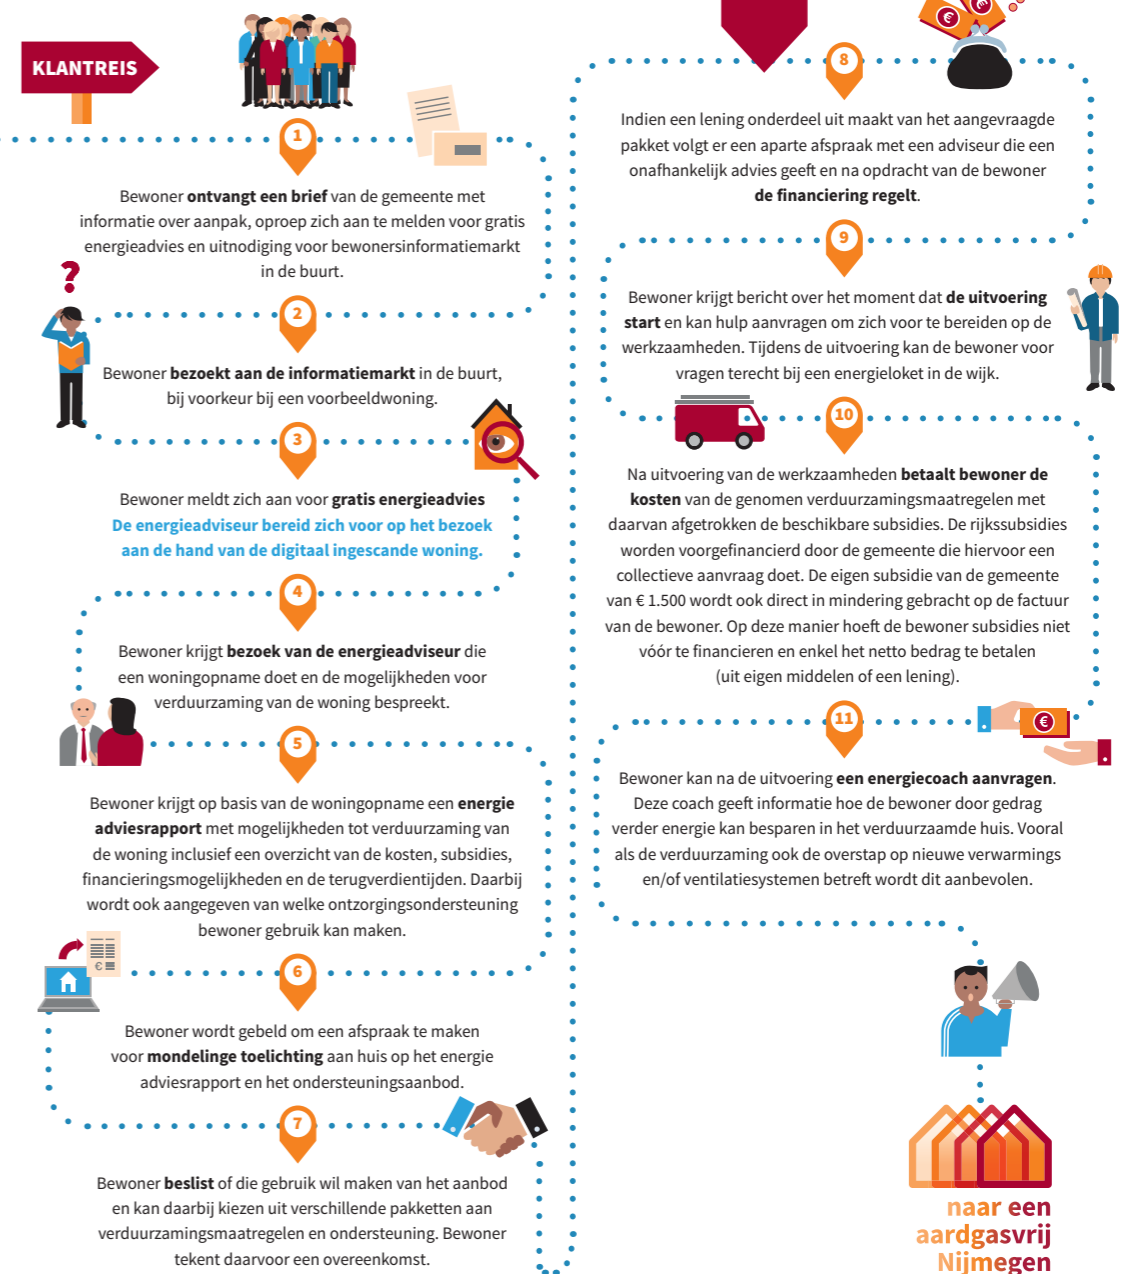 KLANTREIS
1
Bewoner ontvangt een brief van de gemeente met
informatie over aanpak, oproep zich aan te melden voor gratis
energieadvies en uitnodiging voor bewonersinformatiemarkt
in de buurt.
?
2
Bewoner bezoekt aan de informatiemarkt in de buurt,
bij voorkeur bij een voorbeeldwoning.
3
Bewoner meldt zich aan voor gratis energieadvies
De energieadviseur bereid zich voor op het bezoek
aan de hand van de digitaal ingescande woning.
4
Bewoner krijgt bezoek van de energieadviseur die
een woningopname doet en de mogelijkheden voor
verduurzaming van de woning bespreekt.
5
Bewoner krijgt op basis van de woningopname een energie
adviesrapport met mogelijkheden tot verduurzaming van
de woning inclusief een overzicht van de kosten, subsidies,
financieringsmogelijkheden en de terugverdientijden. Daarbij
wordt ook aangegeven van welke ontzorgingsondersteuning
bewoner gebruik kan maken.
€
6
Bewoner wordt gebeld om een afspraak te maken
voor mondelinge toelichting aan huis op het energie
adviesrapport en het ondersteuningsaanbod.
7
Bewoner beslist of die gebruik wil maken van het aanbod
en kan daarbij kiezen uit verschillende pakketten aan
verduurzamingsmaatregelen en ondersteuning. Bewoner
tekent daarvoor een overeenkomst.
€ €
8
Indien een lening onderdeel uit maakt van het aangevraagde
pakket volgt er een aparte afspraak met een adviseur die een
onafhankelijk advies geeft en na opdracht van de bewoner
de financiering regelt.
9
Bewoner krijgt bericht over het moment dat de uitvoering
start en kan hulp aanvragen om zich voor te bereiden op de
werkzaamheden. Tijdens de uitvoering kan de bewoner voor
vragen terecht bij een energieloket in de wijk.
10
Na uitvoering van de werkzaamheden betaalt bewoner de
kosten van de genomen verduurzamingsmaatregelen met
daarvan afgetrokken de beschikbare subsidies. De rijkssubsidies
worden voorgefinancierd door de gemeente die hiervoor een
collectieve aanvraag doet. De eigen subsidie van de gemeente
van € 1.500 wordt ook direct in mindering gebracht op de factuur
van de bewoner. Op deze manier hoeft de bewoner subsidies niet
vóór te financieren en enkel het netto bedrag te betalen
(uit eigen middelen of een lening).
11
€
Bewoner kan na de uitvoering een energiecoach aanvragen.
Deze coach geeft informatie hoe de bewoner door gedrag
verder energie kan besparen in het verduurzaamde huis. Vooral
als de verduurzaming ook de overstap op nieuwe verwarmings
en/of ventilatiesystemen betreft wordt dit aanbevolen.
naar een
aardgasvrij
Nijmegen